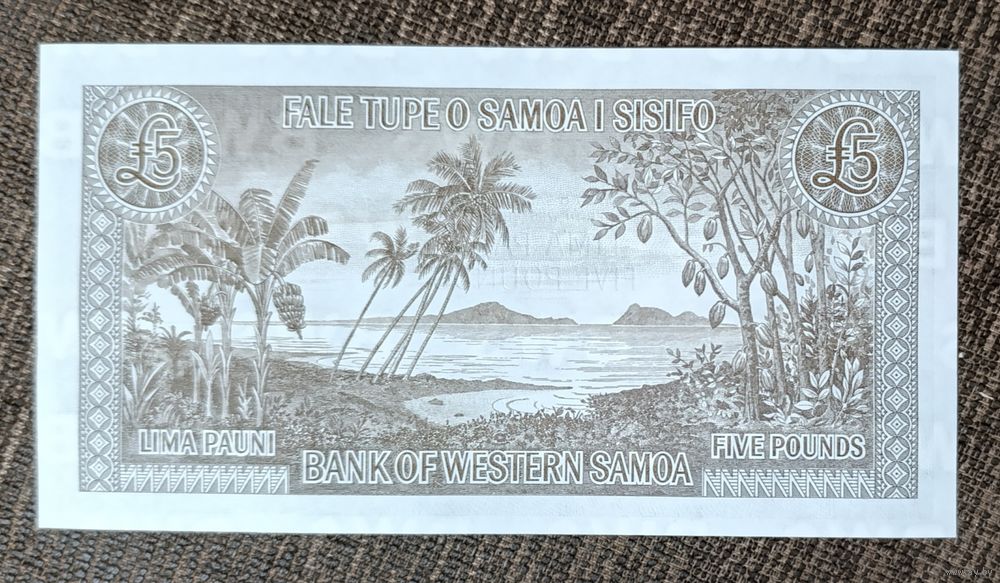 FALE TUPE O SAMOA I SISIFO
£5
£5
LIMA PAUNI
FIVE POUNDS
BANK OF WESTERN SAMOA